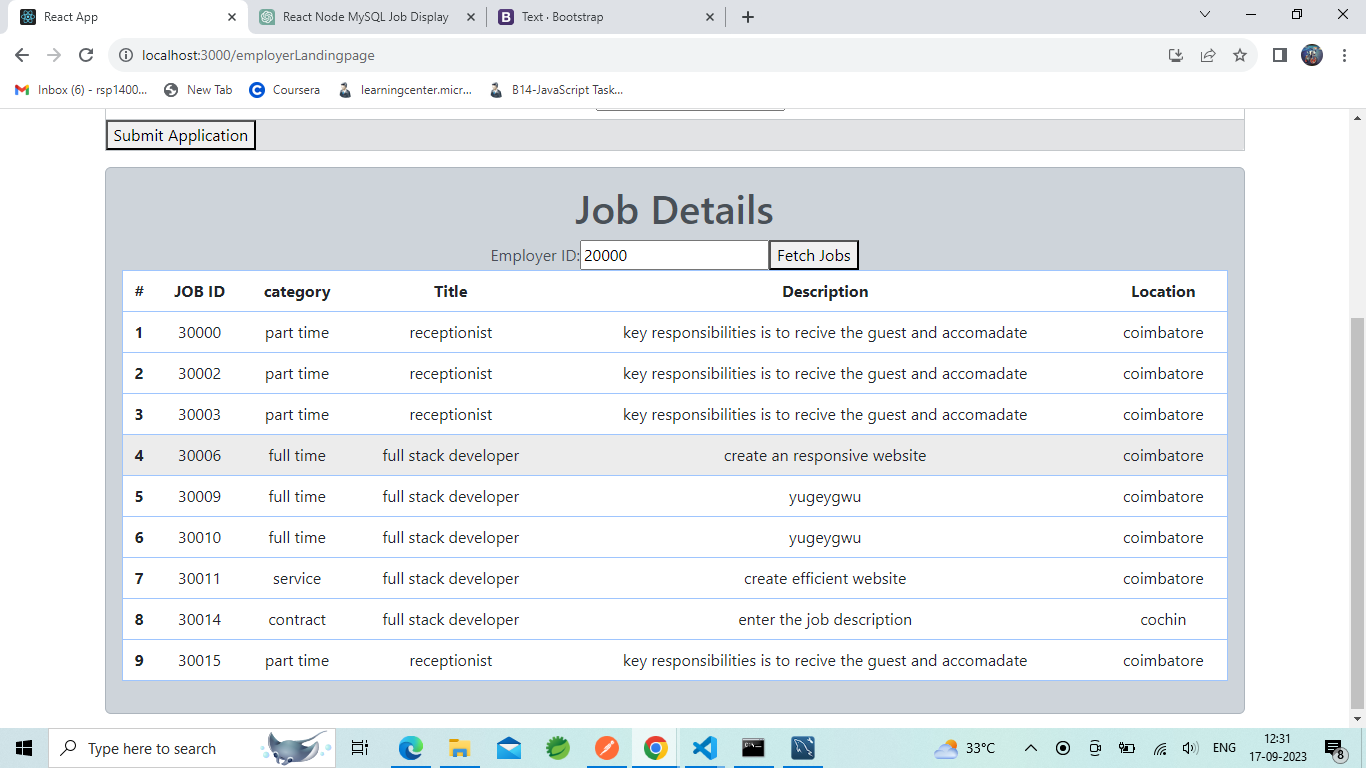 React App
React Node MySQL Job Display
Text · Bootstrap
localhost:3000/employerLandingpage
Inbox (6) - rsp1400...
New Tab
Coursera
learningcenter.micr...
B14-JavaScript Task...
Submit Application
Job Details
Employer ID: 20000 Fetch Jobs
# JOB ID category Title Description Location
1 30000 part time receptionist key responsibilities is to recive the guest and accomadate coimbatore
2 30002 part time receptionist key responsibilities is to recive the guest and accomadate coimbatore
3 30003 part time receptionist key responsibilities is to recive the guest and accomadate coimbatore
4 30006 full time full stack developer create an responsive website coimbatore
5 30009 full time full stack developer yugeygwu coimbatore
6 30010 full time full stack developer yugeygwu coimbatore
7 30011 service full stack developer create efficient website coimbatore
8 30014 contract full stack developer enter the job description cochin
9 30015 part time receptionist key responsibilities is to recive the guest and accomadate coimbatore
Type here to search
33°C
ENG
12:31
17-09-2023
8